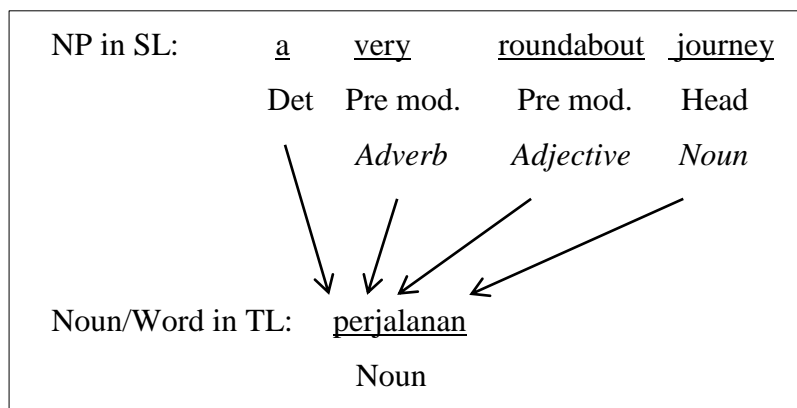 NP in SL: a very roundabout journey
Det Pre mod. Pre mod. Head
Adverb Adjective Noun
Noun/Word in TL: perjalanan
Noun